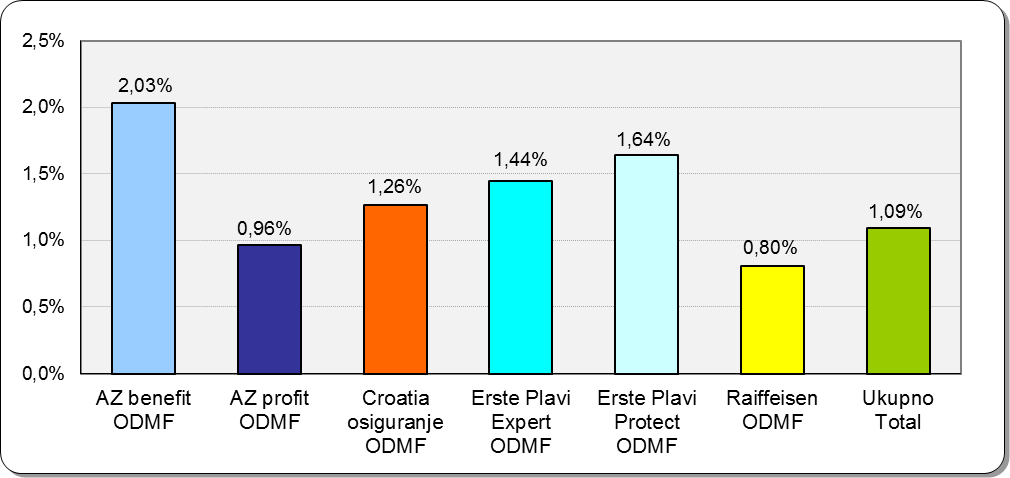 2,5%
2,0%
1,5%
1,0%
0,5%
0,0%
2,03%
0,96%
1,26%
1,44%
1,64%
0,80%
1,09%
AZ benefit
ODMF
AZ profit
ODMF
Croatia
osiguranje
ODMF
Erste Plavi
Expert
ODMF
Erste Plavi
Protect
ODMF
Raiffeisen
ODMF
Ukupno
Total